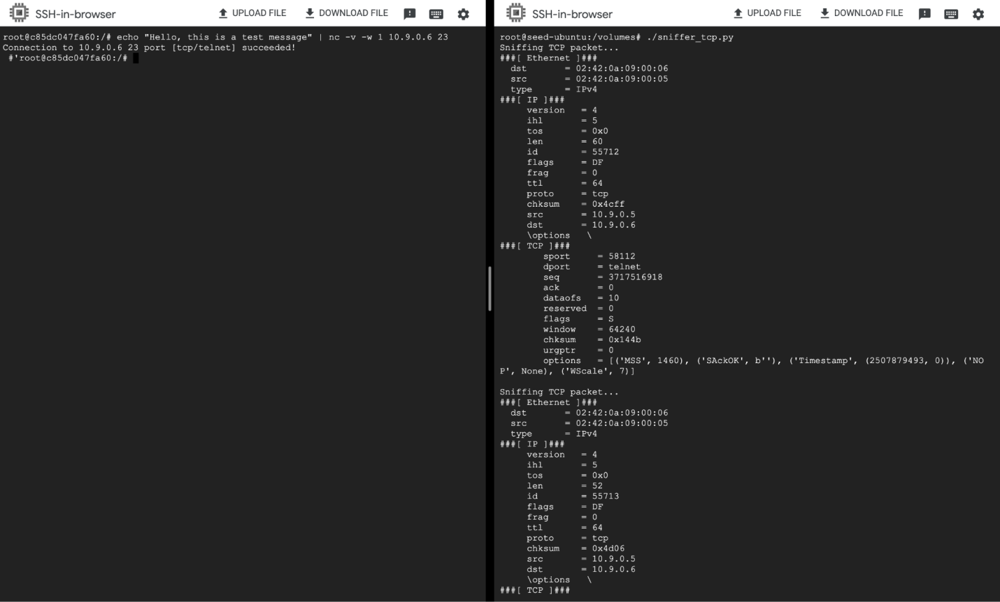 SSH-in-browser UPLOAD FILE DOWNLOAD FILE
root@c85dc047fa60:/# echo "Hello, this is a test message" | nc -v -w 1 10.9.0.6 23
Connection to 10.9.0.6 23 port [tcp/telnet] succeeded!
#'root@c85dc047fa60:/#
SSH-in-browser UPLOAD FILE DOWNLOAD FILE
root@seed-ubuntu:/volumes# ./sniffer_tcp.py
Sniffing TCP packet...
###[ Ethernet ]###
dst = 02:42:0a:09:00:06
src = 02:42:0a:09:00:05
type = IPv4
###[ IP ]###
version = 4
ihl = 5
tos = 0x0
len = 60
id = 55712
flags = DF
frag = 0
ttl = 64
proto = tcp
chksum = 0x4cff
src = 10.9.0.5
dst = 10.9.0.6
\options \
###[ TCP ]###
sport = 58112
dport = telnet
seq = 3717516918
ack = 0
dataofs = 10
reserved = 0
flags = S
window = 64240
chksum = 0x144b
urgptr = 0
options = [('MSS', 1460), ('SAckOK', b''), ('Timestamp', (2507879493, 0)), ('NO
P', None), ('WScale', 7)]
Sniffing TCP packet...
###[ Ethernet ]###
dst = 02:42:0a:09:00:06
src = 02:42:0a:09:00:05
type = IPv4
###[ IP ]###
version = 4
ihl = 5
tos = 0x0
len = 52
id = 55713
flags = DF
frag = 0
ttl = 64
proto = tcp
chksum = 0x4d06
src = 10.9.0.5
dst = 10.9.0.6
\options \
###[ TCP ]###